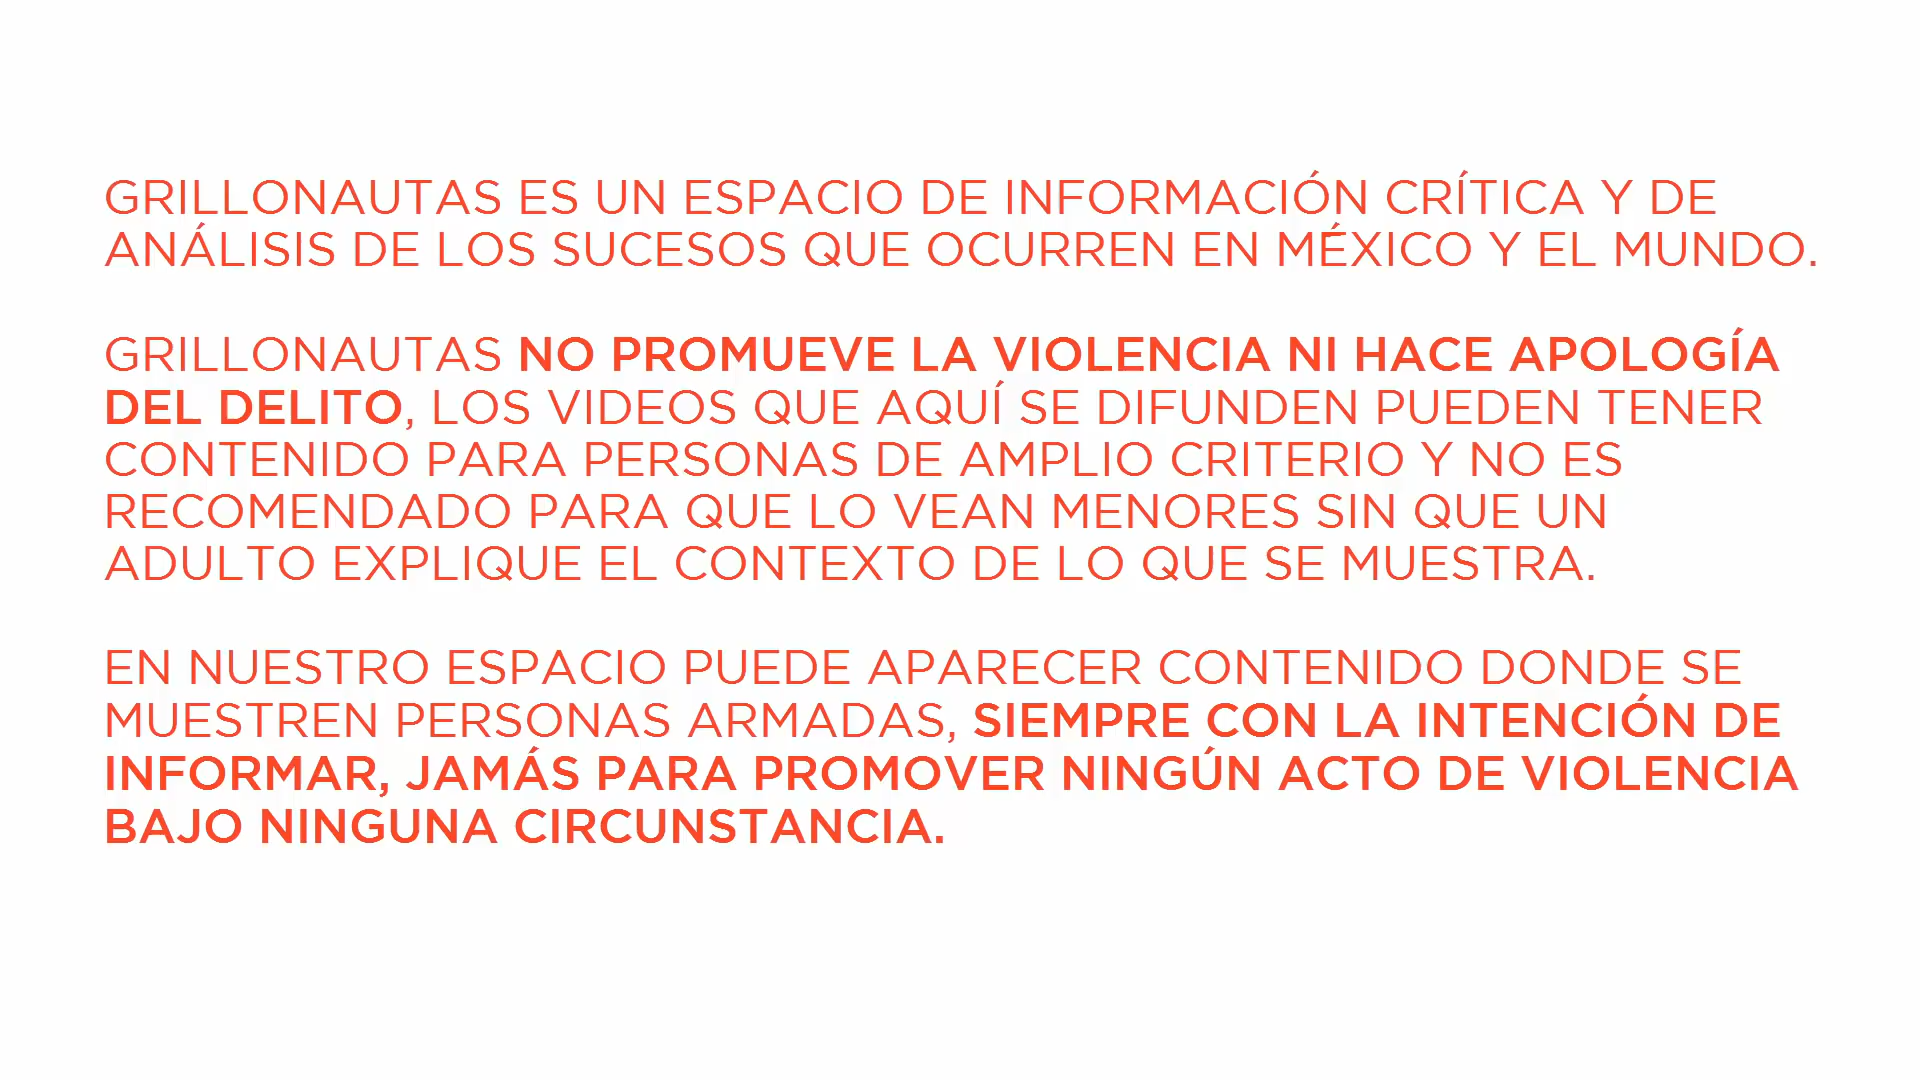 GRILLONAUTAS ES UN ESPACIO DE INFORMACIÓN CRÍTICA Y DE
ANÁLISIS DE LOS SUCESOS QUE OCURREN EN MÉXICO Y EL MUNDO.
GRILLONAUTAS NO PROMUEVE LA VIOLENCIA NI HACE APOLOGÍA
DEL DELITO, LOS VIDEOS QUE AQUÍ SE DIFUNDEN PUEDEN TENER
CONTENIDO PARA PERSONAS DE AMPLIO CRITERIO Y NO ES
RECOMENDADO PARA QUE LO VEAN MENORES SIN QUE UN
ADULTO EXPLIQUE EL CONTEXTO DE LO QUE SE MUESTRA.
EN NUESTRO ESPACIO PUEDE APARECER CONTENIDO DONDE SE
MUESTREN PERSONAS ARMADAS, SIEMPRE CON LA INTENCIÓN DE
INFORMAR, JAMÁS PARA PROMOVER NINGÚN ACTO DE VIOLENCIA
BAJO NINGUNA CIRCUNSTANCIA.